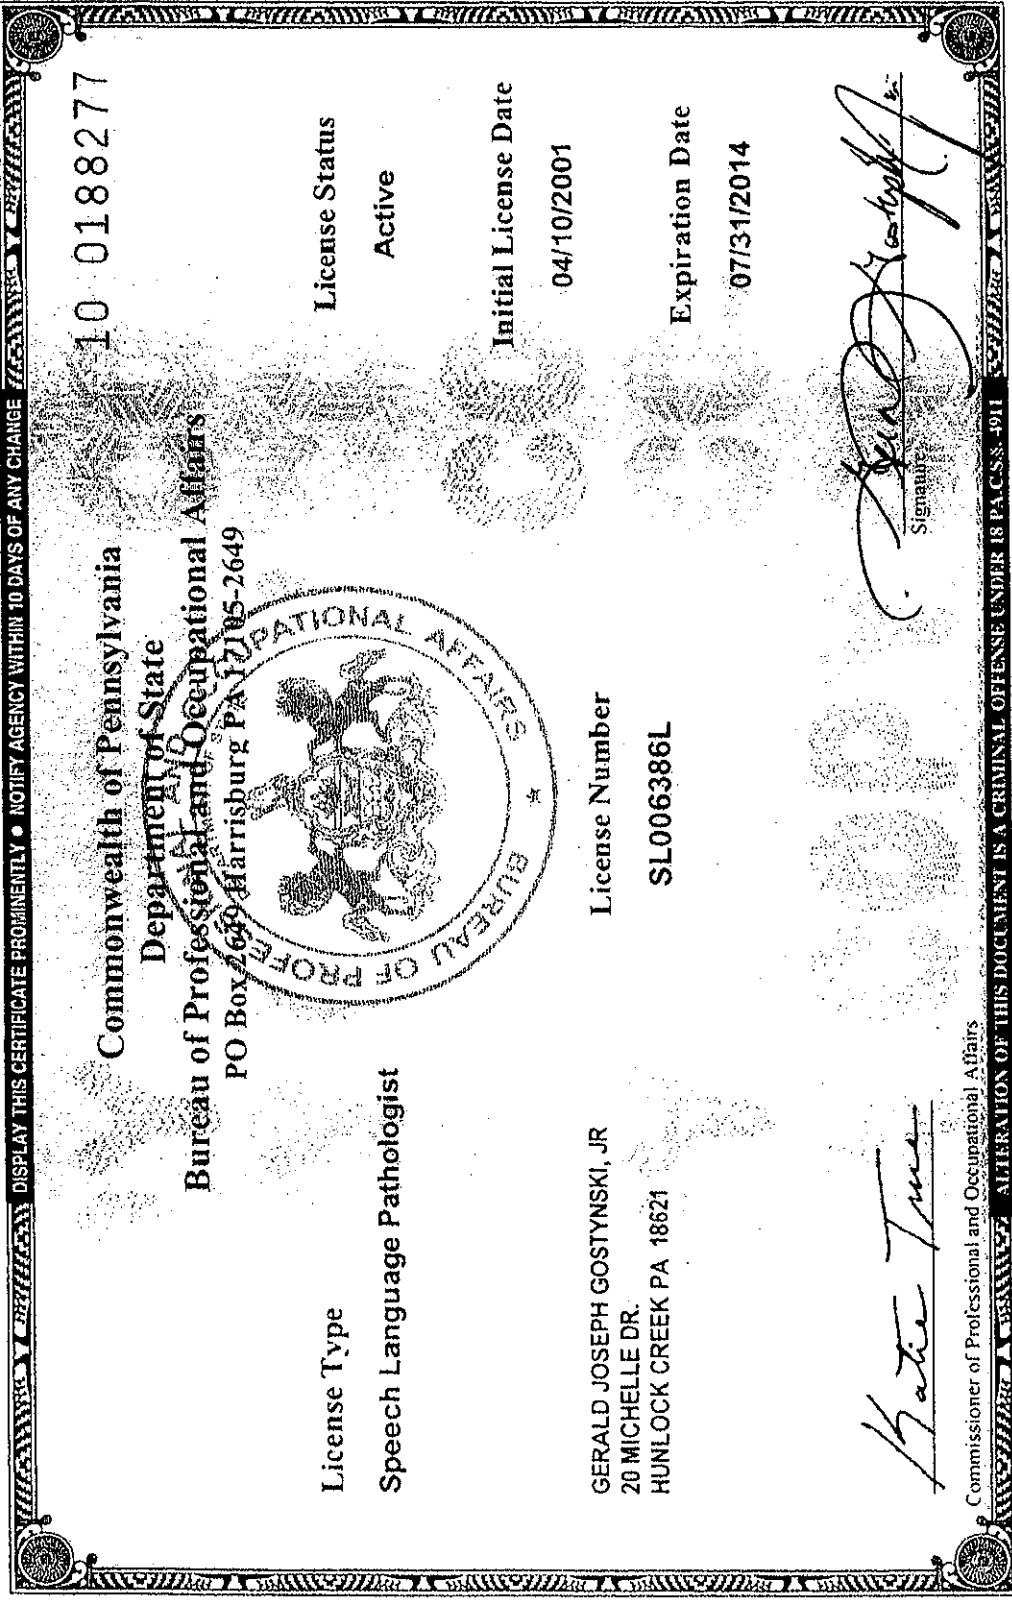 DISPLAY THIS CERTIFICATE PROMINENTLY ● NOTIFY AGENCY WITHIN 10 DAYS OF ANY CHANGE
10 0188277
Commonwealth of Pennsylvania
Department of State
Bureau of Professional and Occupational Affairs
PO Box 2649 Harrisburg PA 17105-2649
BUREAU OF PROFESSIONAL AND OCCUPATIONAL AFFAIRS ★
License Type
Speech Language Pathologist
License Status
Active
Initial License Date
04/10/2001
GERALD JOSEPH GOSTYNSKI, JR
20 MICHELLE DR.
HUNLOCK CREEK PA 18621
License Number
SL006386L
Expiration Date
07/31/2014
Katie True
Commissioner of Professional and Occupational Affairs
Signature
ALTERATION OF THIS DOCUMENT IS A CRIMINAL OFFENSE UNDER 18 PA.C.S.§ 4911